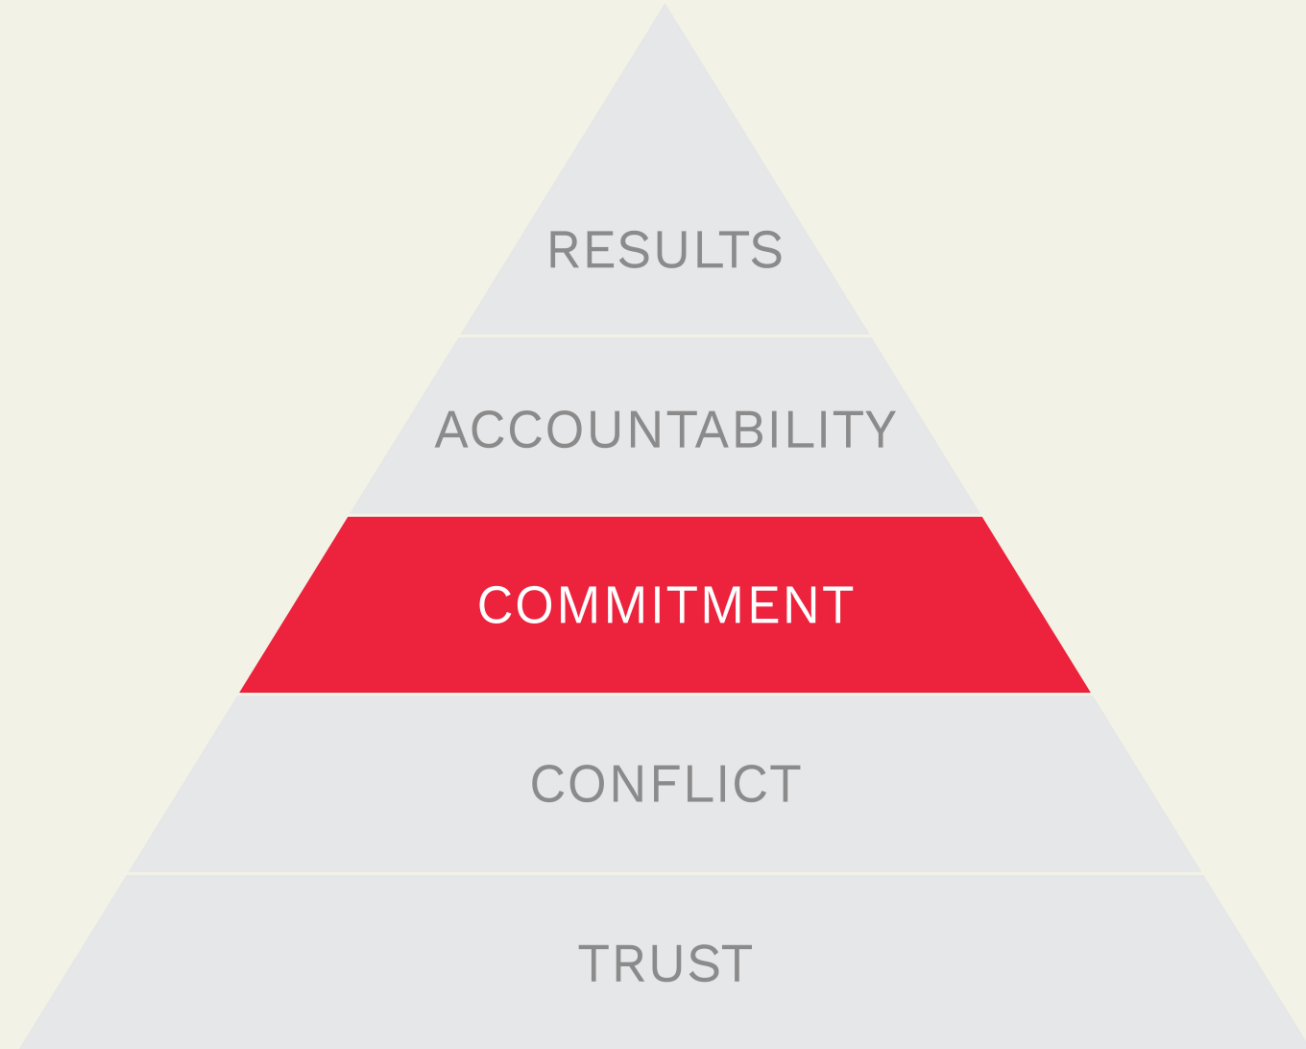 RESULTS
ACCOUNTABILITY
COMMITMENT
CONFLICT
TRUST